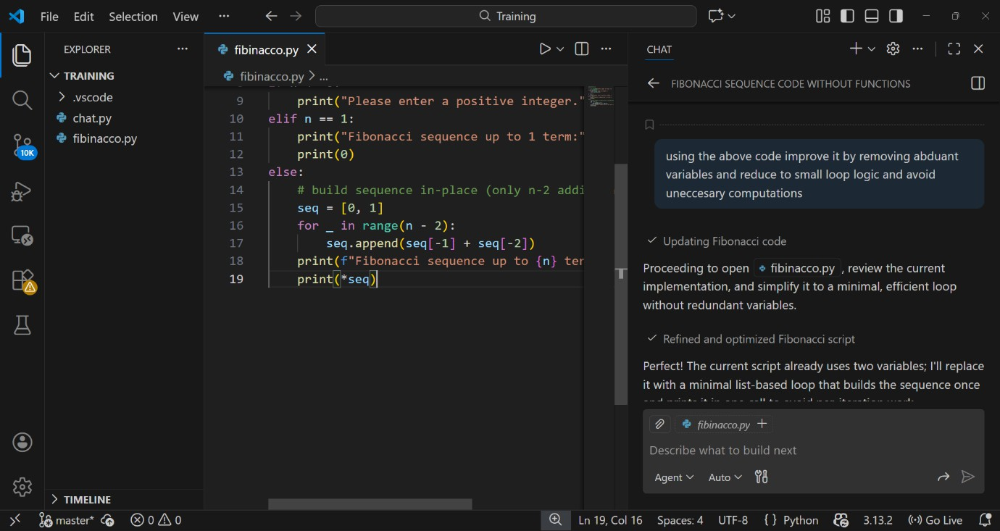 File Edit Selection View ··· Training
EXPLORER ···
TRAINING
.vscode
chat.py
fibinacco.py
10K
TIMELINE
fibinacco.py
fibinacco.py > ...
9 print("Please enter a positive integer."
10 elif n == 1:
11 print("Fibonacci sequence up to 1 term:"
12 print(0)
13 else:
14 # build sequence in-place (only n-2 addi
15 seq = [0, 1]
16 for _ in range(n - 2):
17 seq.append(seq[-1] + seq[-2])
18 print(f"Fibonacci sequence up to {n} ter
19 print(*seq)
CHAT
FIBONACCI SEQUENCE CODE WITHOUT FUNCTIONS
using the above code improve it by removing abduant
variables and reduce to small loop logic and avoid
uneccesary computations
Updating Fibonacci code
Proceeding to open fibinacco.py , review the current
implementation, and simplify it to a minimal, efficient loop
without redundant variables.
Refined and optimized Fibonacci script
Perfect! The current script already uses two variables; I'll replace
it with a minimal list-based loop that builds the sequence once
fibinacco.py
Describe what to build next
Agent Auto
master* 0 0 Ln 19, Col 16 Spaces: 4 UTF-8 { } Python 3.13.2 Go Live